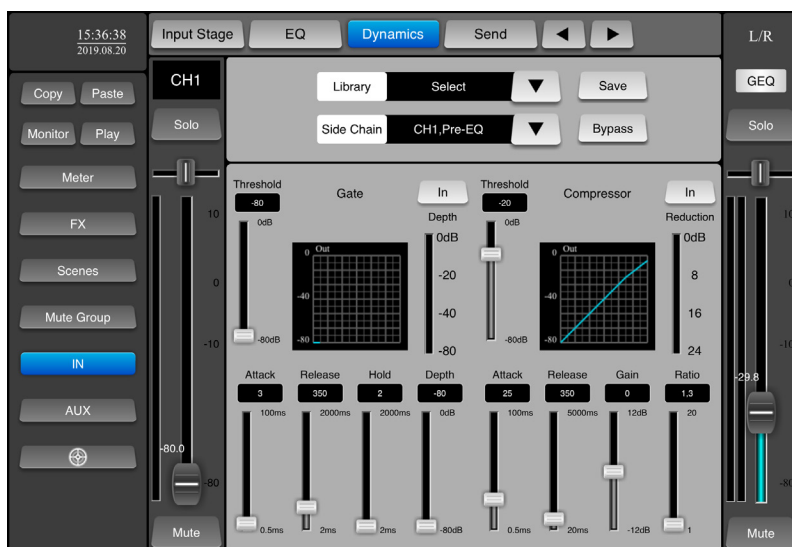 15:36:38
2019.08.20
Input Stage
EQ
Dynamics
Send
L/R
Copy
Paste
Monitor
Play
Meter
FX
Scenes
Mute Group
IN
AUX
CH1
Solo
10
0
-10
-80.0
-80
Mute
Library
Select
Save
Side Chain
CH1,Pre-EQ
Bypass
Threshold
-80
0dB
-80dB
Gate
In
Depth
0dB
-20
-40
-80
0
Out
-40
-80
Threshold
-20
0dB
-80dB
Compressor
In
Reduction
0dB
8
16
24
0
Out
-40
-80
Attack
3
100ms
0.5ms
Release
350
2000ms
2ms
Hold
2
2000ms
2ms
Depth
-80
0dB
-80dB
Attack
25
100ms
0.5ms
Release
350
5000ms
20ms
Gain
0
12dB
-12dB
Ratio
1,3
20
1
GEQ
Solo
10
0
-10
-29.8
-80
Mute